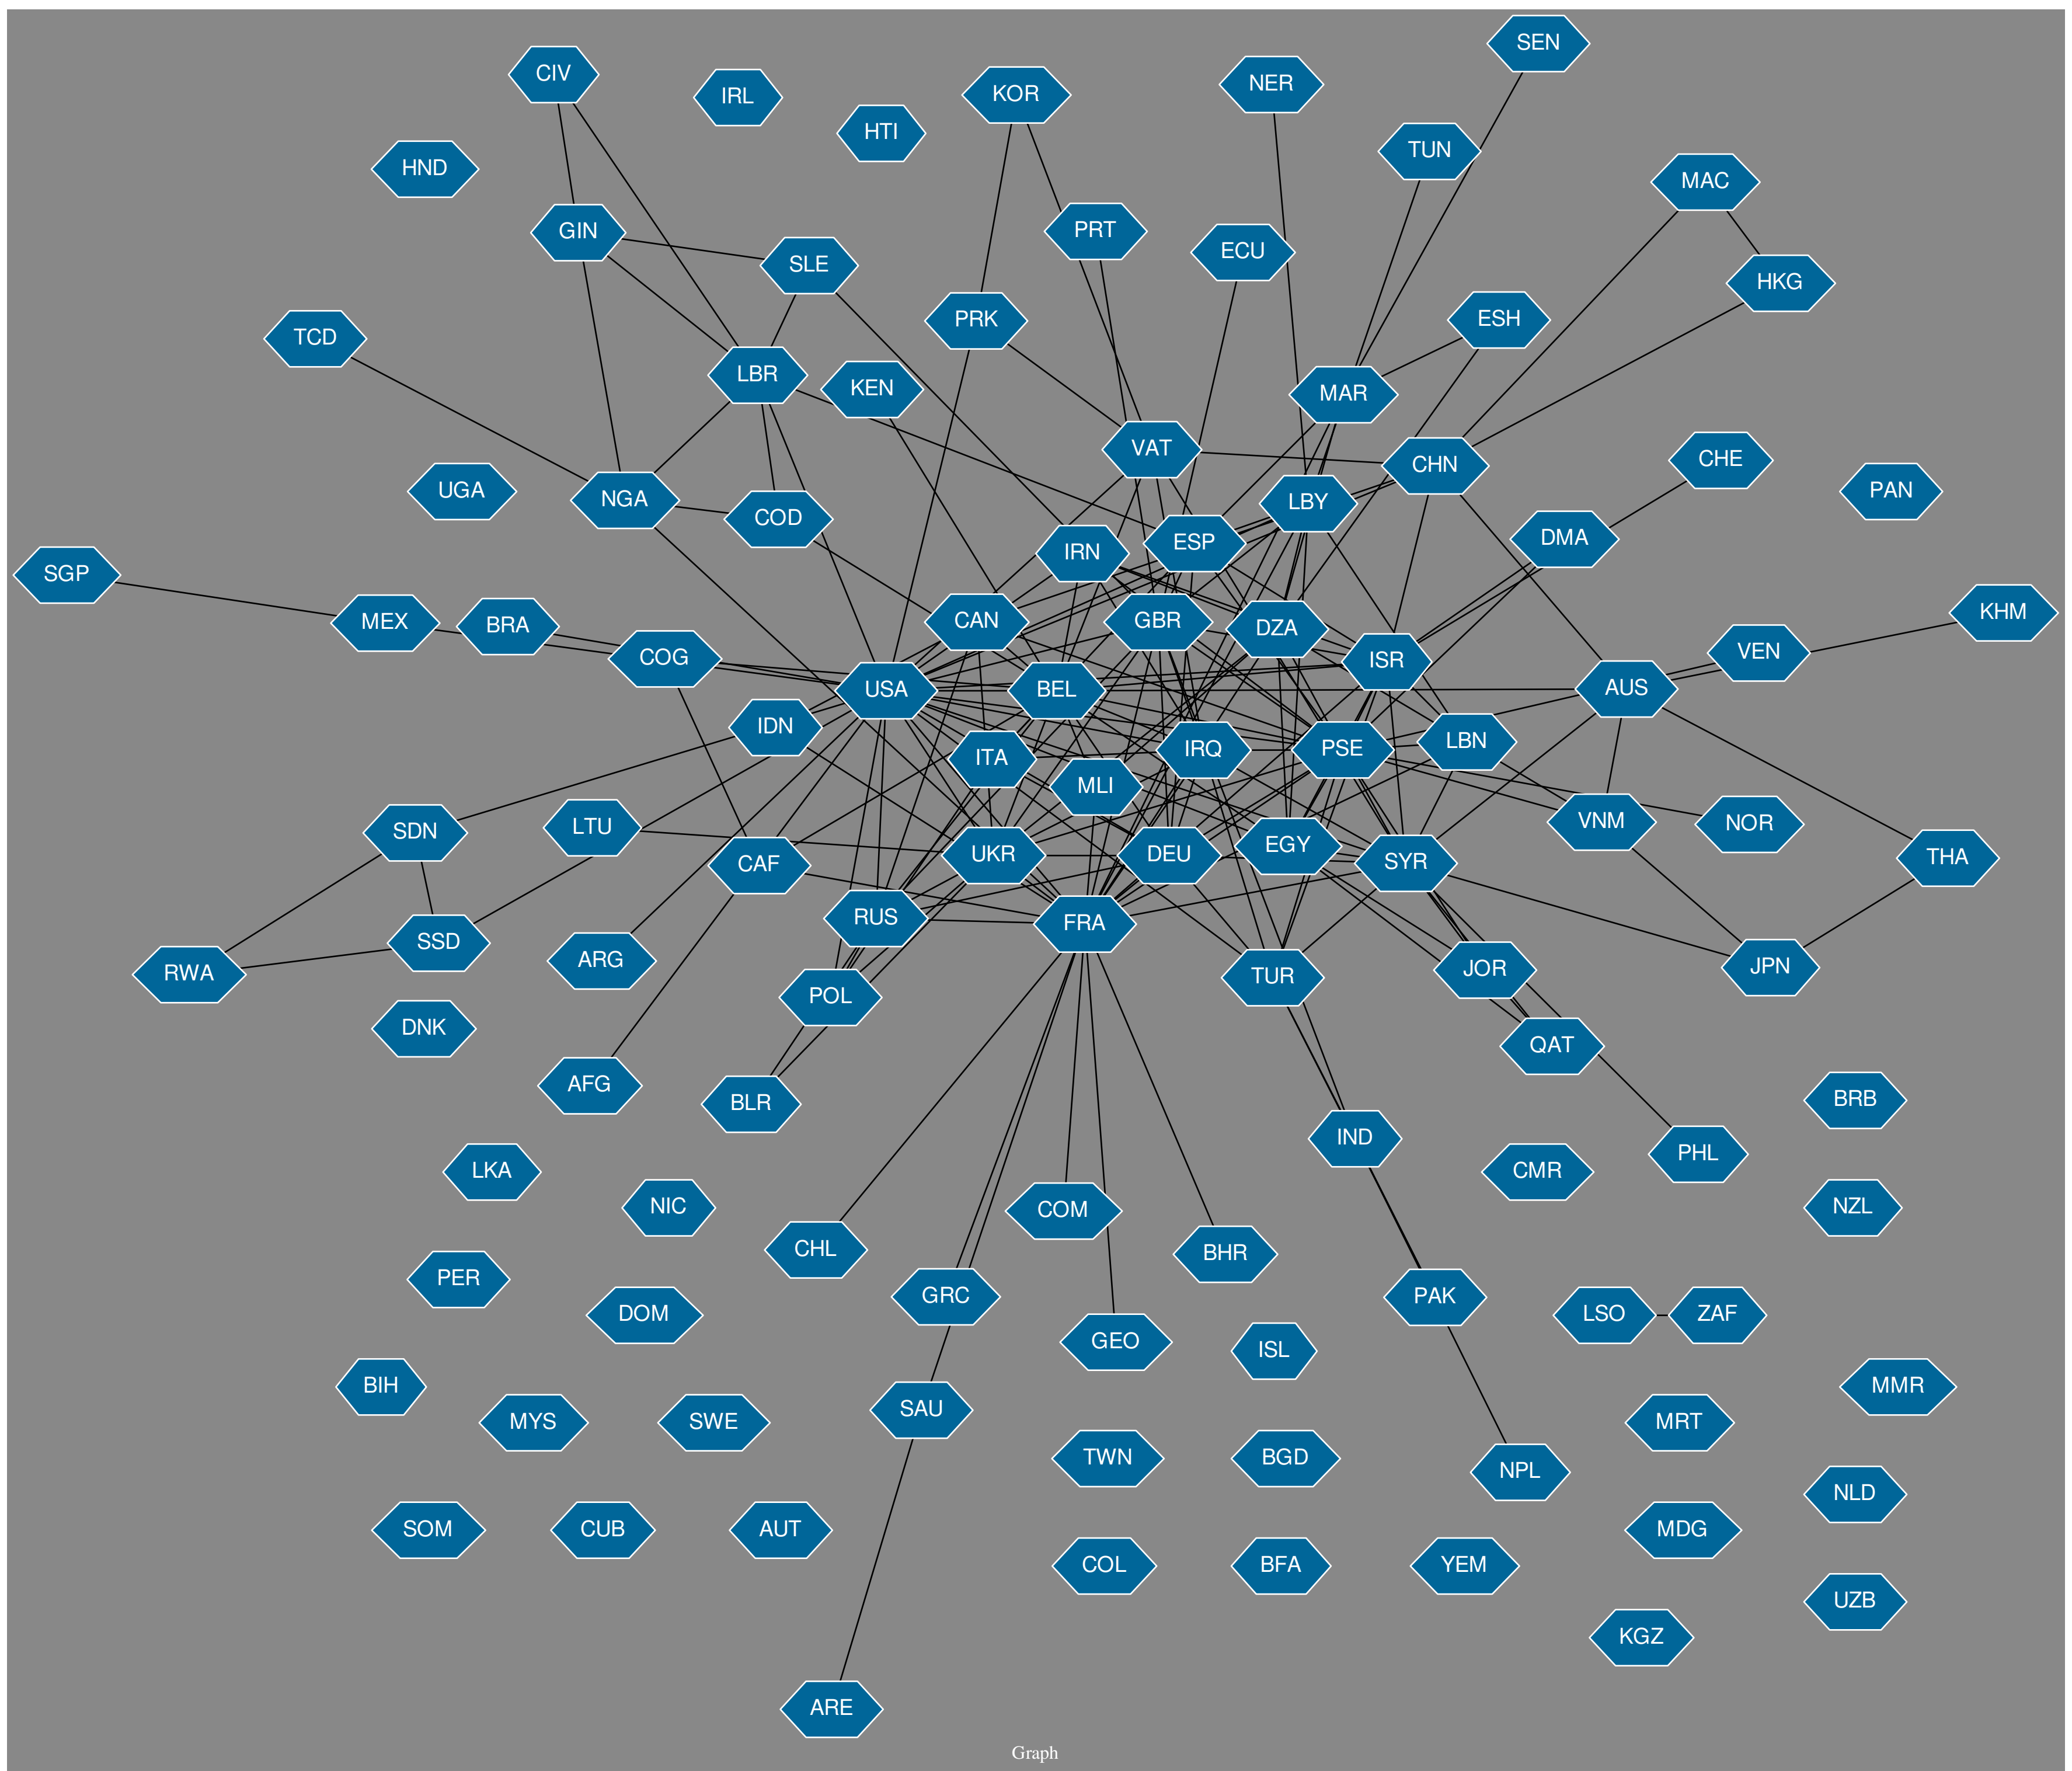 SEN
CIV
IRL
KOR
NER
HTI
TUN
HND
MAC
GIN
PRT
ECU
SLE
HKG
TCD
PRK
ESH
LBR
KEN
MAR
VAT
CHN
CHE
UGA
PAN
NGA
LBY
COD
DMA
ESP
IRN
SGP
KHM
MEX
BRA
CAN
GBR
DZA
VEN
COG
ISR
USA
BEL
AUS
IDN
LBN
IRQ
PSE
ITA
MLI
LTU
VNM
NOR
SDN
EGY
UKR
DEU
THA
CAF
SYR
RUS
FRA
SSD
ARG
JPN
JOR
RWA
TUR
POL
DNK
QAT
AFG
BRB
BLR
IND
PHL
LKA
CMR
NIC
NZL
COM
CHL
BHR
PER
GRC
PAK
DOM
LSO
ZAF
GEO
ISL
BIH
MMR
SAU
MYS
SWE
MRT
TWN
BGD
NPL
NLD
SOM
CUB
AUT
MDG
COL
BFA
YEM
UZB
KGZ
ARE
Graph